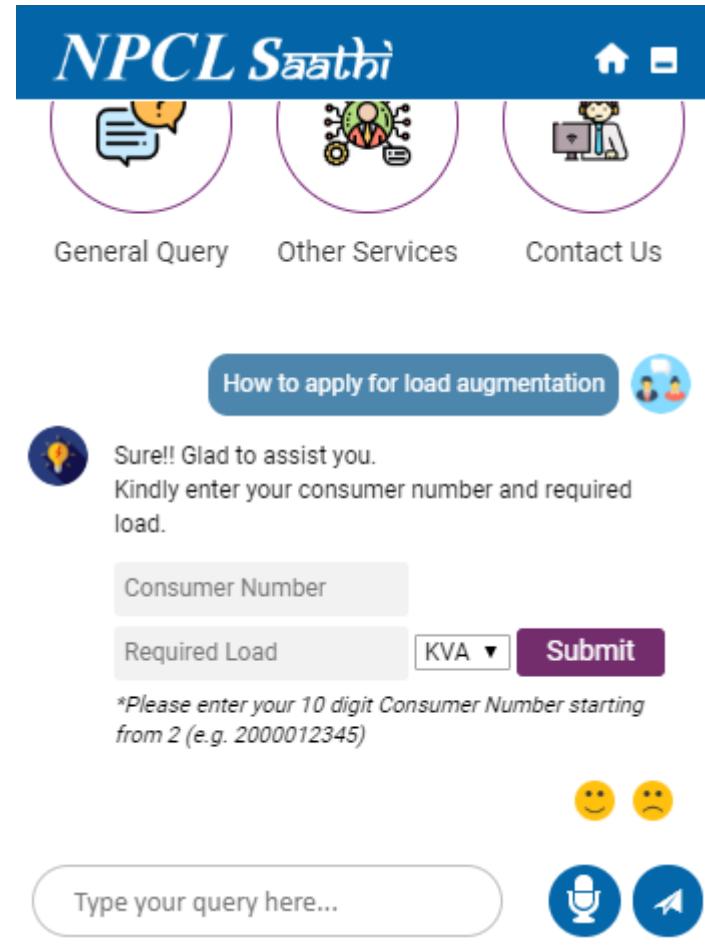 NPCL Saathi
General Query Other Services Contact Us
How to apply for load augmentation
Sure!! Glad to assist you.
Kindly enter your consumer number and required
load.
Consumer Number
Required Load KVA Submit
*Please enter your 10 digit Consumer Number starting
from 2 (e.g. 2000012345)
Type your query here...